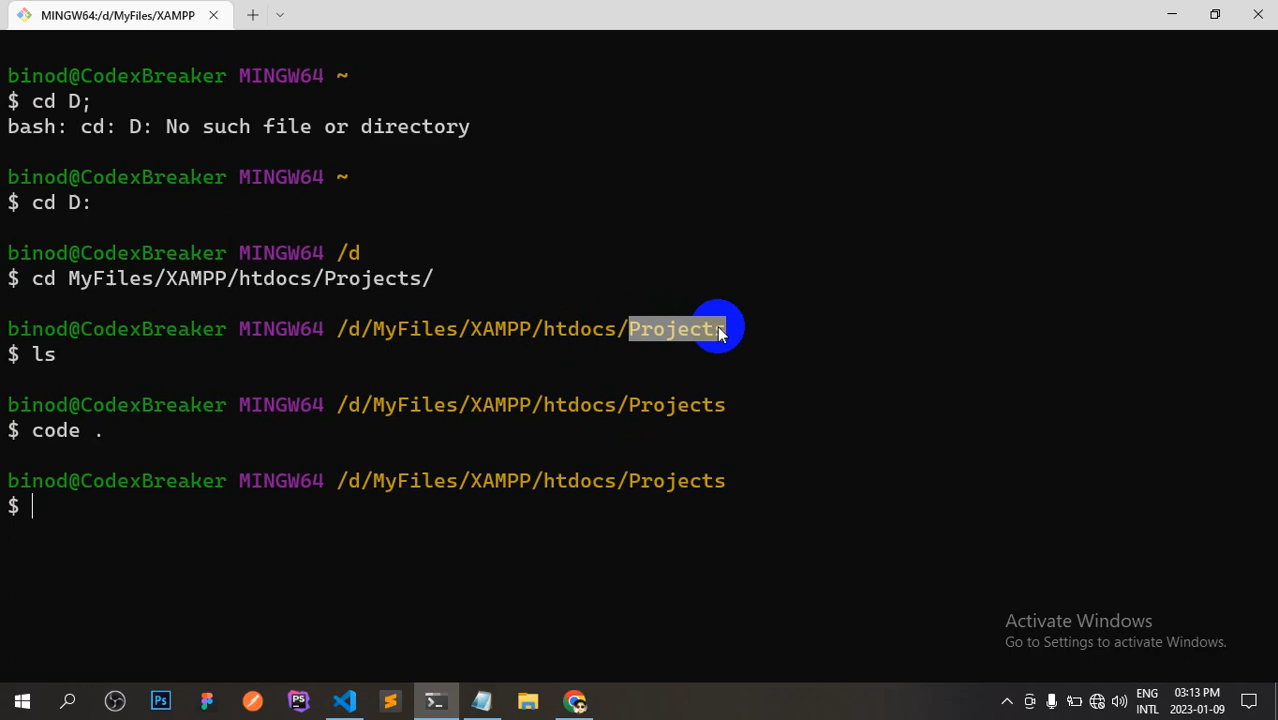 MINGW64:/d/MyFiles/XAMPP
binod@CodexBreaker MINGW64 ~
$ cd D;
bash: cd: D: No such file or directory
binod@CodexBreaker MINGW64 ~
$ cd D:
binod@CodexBreaker MINGW64 /d
$ cd MyFiles/XAMPP/htdocs/Projects/
binod@CodexBreaker MINGW64 /d/MyFiles/XAMPP/htdocs/Projects
$ ls
binod@CodexBreaker MINGW64 /d/MyFiles/XAMPP/htdocs/Projects
$ code .
binod@CodexBreaker MINGW64 /d/MyFiles/XAMPP/htdocs/Projects
$
Activate Windows
Go to Settings to activate Windows.
Ps
PS
ENG
INTL
03:13 PM
2023-01-09